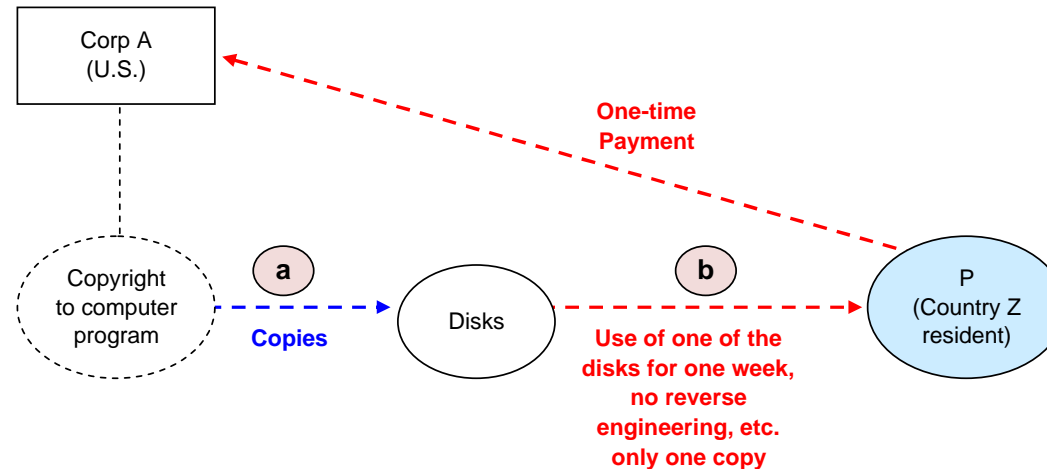 Corp A
(U.S.)
One-time
Payment
Copyright
to computer
program
a
Copies
Disks
b
Use of one of the
disks for one week,
no reverse
engineering, etc.
only one copy
P
(Country Z
resident)